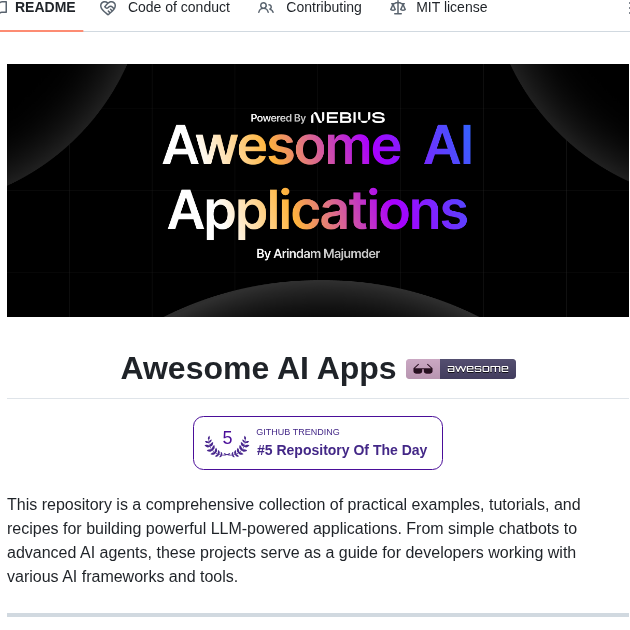 README Code of conduct Contributing MIT license
Powered By NEBIUS
Awesome AI
Applications
By Arindam Majumder
Awesome AI Apps awesome
5 GITHUB TRENDING
#5 Repository Of The Day
This repository is a comprehensive collection of practical examples, tutorials, and
recipes for building powerful LLM-powered applications. From simple chatbots to
advanced AI agents, these projects serve as a guide for developers working with
various AI frameworks and tools.